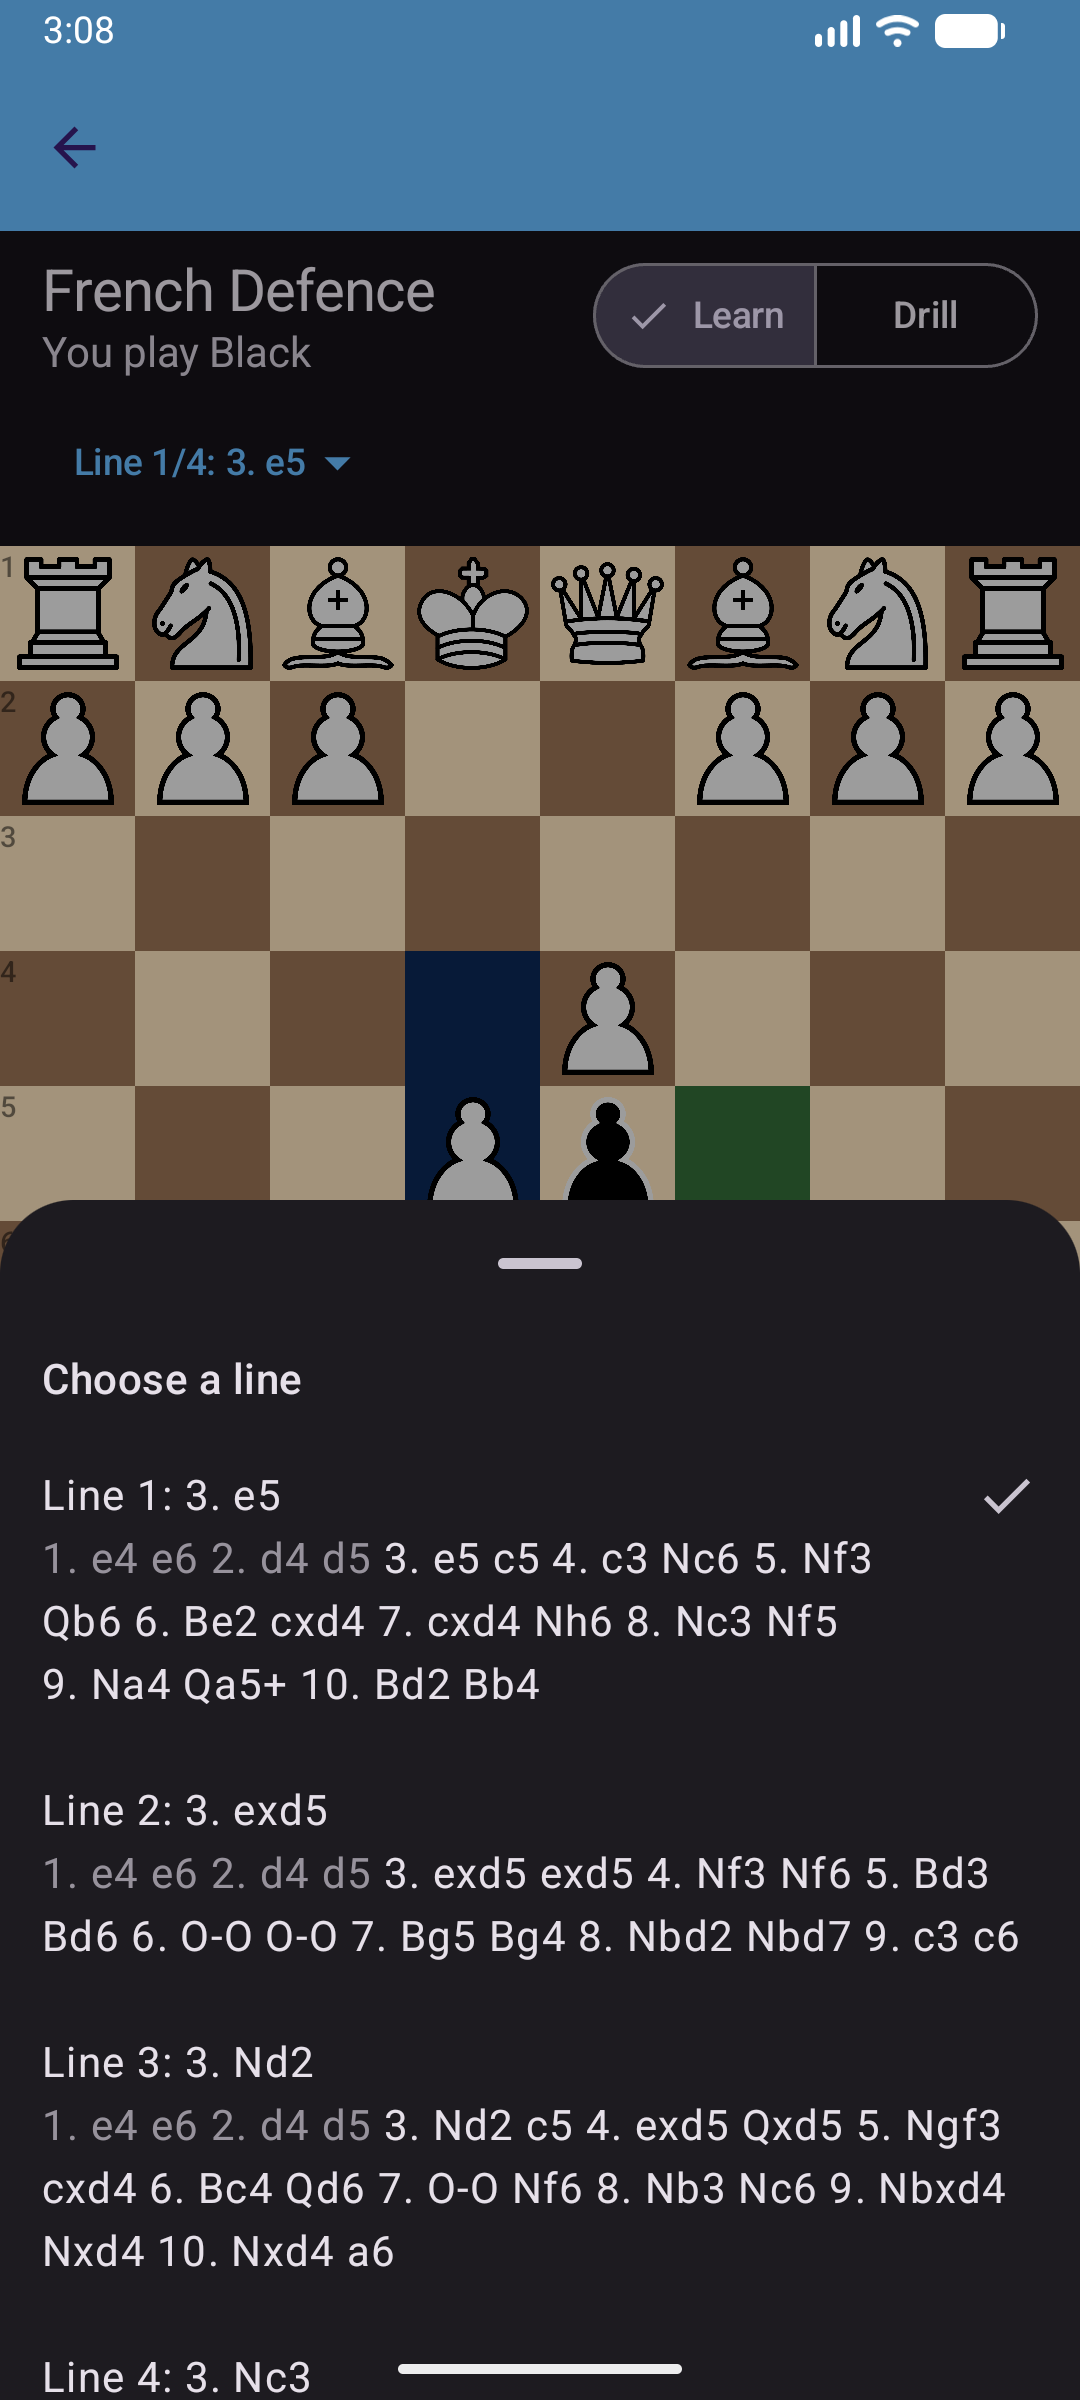 3:08
French Defence
You play Black
Learn
Drill
Line 1/4: 3. e5
1
2
3
4
5
6
Choose a line
Line 1: 3. e5
1. e4 e6 2. d4 d5 3. e5 c5 4. c3 Nc6 5. Nf3
Qb6 6. Be2 cxd4 7. cxd4 Nh6 8. Nc3 Nf5
9. Na4 Qa5+ 10. Bd2 Bb4
Line 2: 3. exd5
1. e4 e6 2. d4 d5 3. exd5 exd5 4. Nf3 Nf6 5. Bd3
Bd6 6. O-O O-O 7. Bg5 Bg4 8. Nbd2 Nbd7 9. c3 c6
Line 3: 3. Nd2
1. e4 e6 2. d4 d5 3. Nd2 c5 4. exd5 Qxd5 5. Ngf3
cxd4 6. Bc4 Qd6 7. O-O Nf6 8. Nb3 Nc6 9. Nbxd4
Nxd4 10. Nxd4 a6
Line 4: 3. Nc3